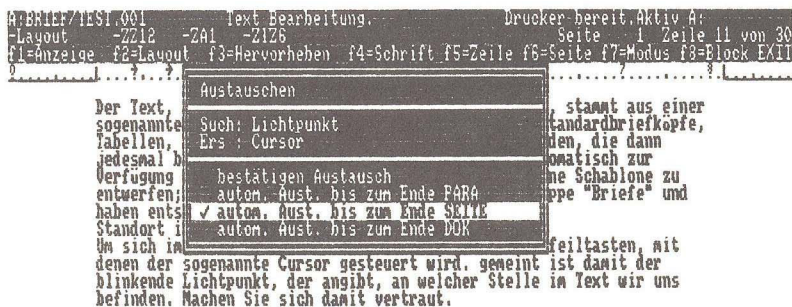 A:BRIEF/TEST.001 Text Bearbeitung. Drucker bereit.Aktiv A:
-Layout -ZZ12 -ZA1 -Z1Z6 Seite 1 Zeile 11 von 30
f1=Anzeige f2=Layout f3=Hervorheben f4=Schrift f5=Zeile f6=Seite f7=Modus f8=Block EXIT
Austauschen
Such: Lichtpunkt
Ers : Cursor
bestätigen Austausch
autom. Aust. bis zum Ende PARA
✓ autom. Aust. bis zum Ende SEITE
autom. Aust. bis zum Ende DOK
Der Text, , stammt aus einer
sogenannte tandardbriefköpfe,
Tabellen, den, die dann
jedesmal b omatisch zur
Verfügung ne Schablone zu
entwerfen; ppe "Briefe" und
haben ents
Standort i
Um sich im feiltasten, mit
denen der sogenannte Cursor gesteuert wird. gemeint ist damit der
blinkende Lichtpunkt, der angibt, an welcher Stelle im Text wir uns
befinden. Machen Sie sich damit vertraut.